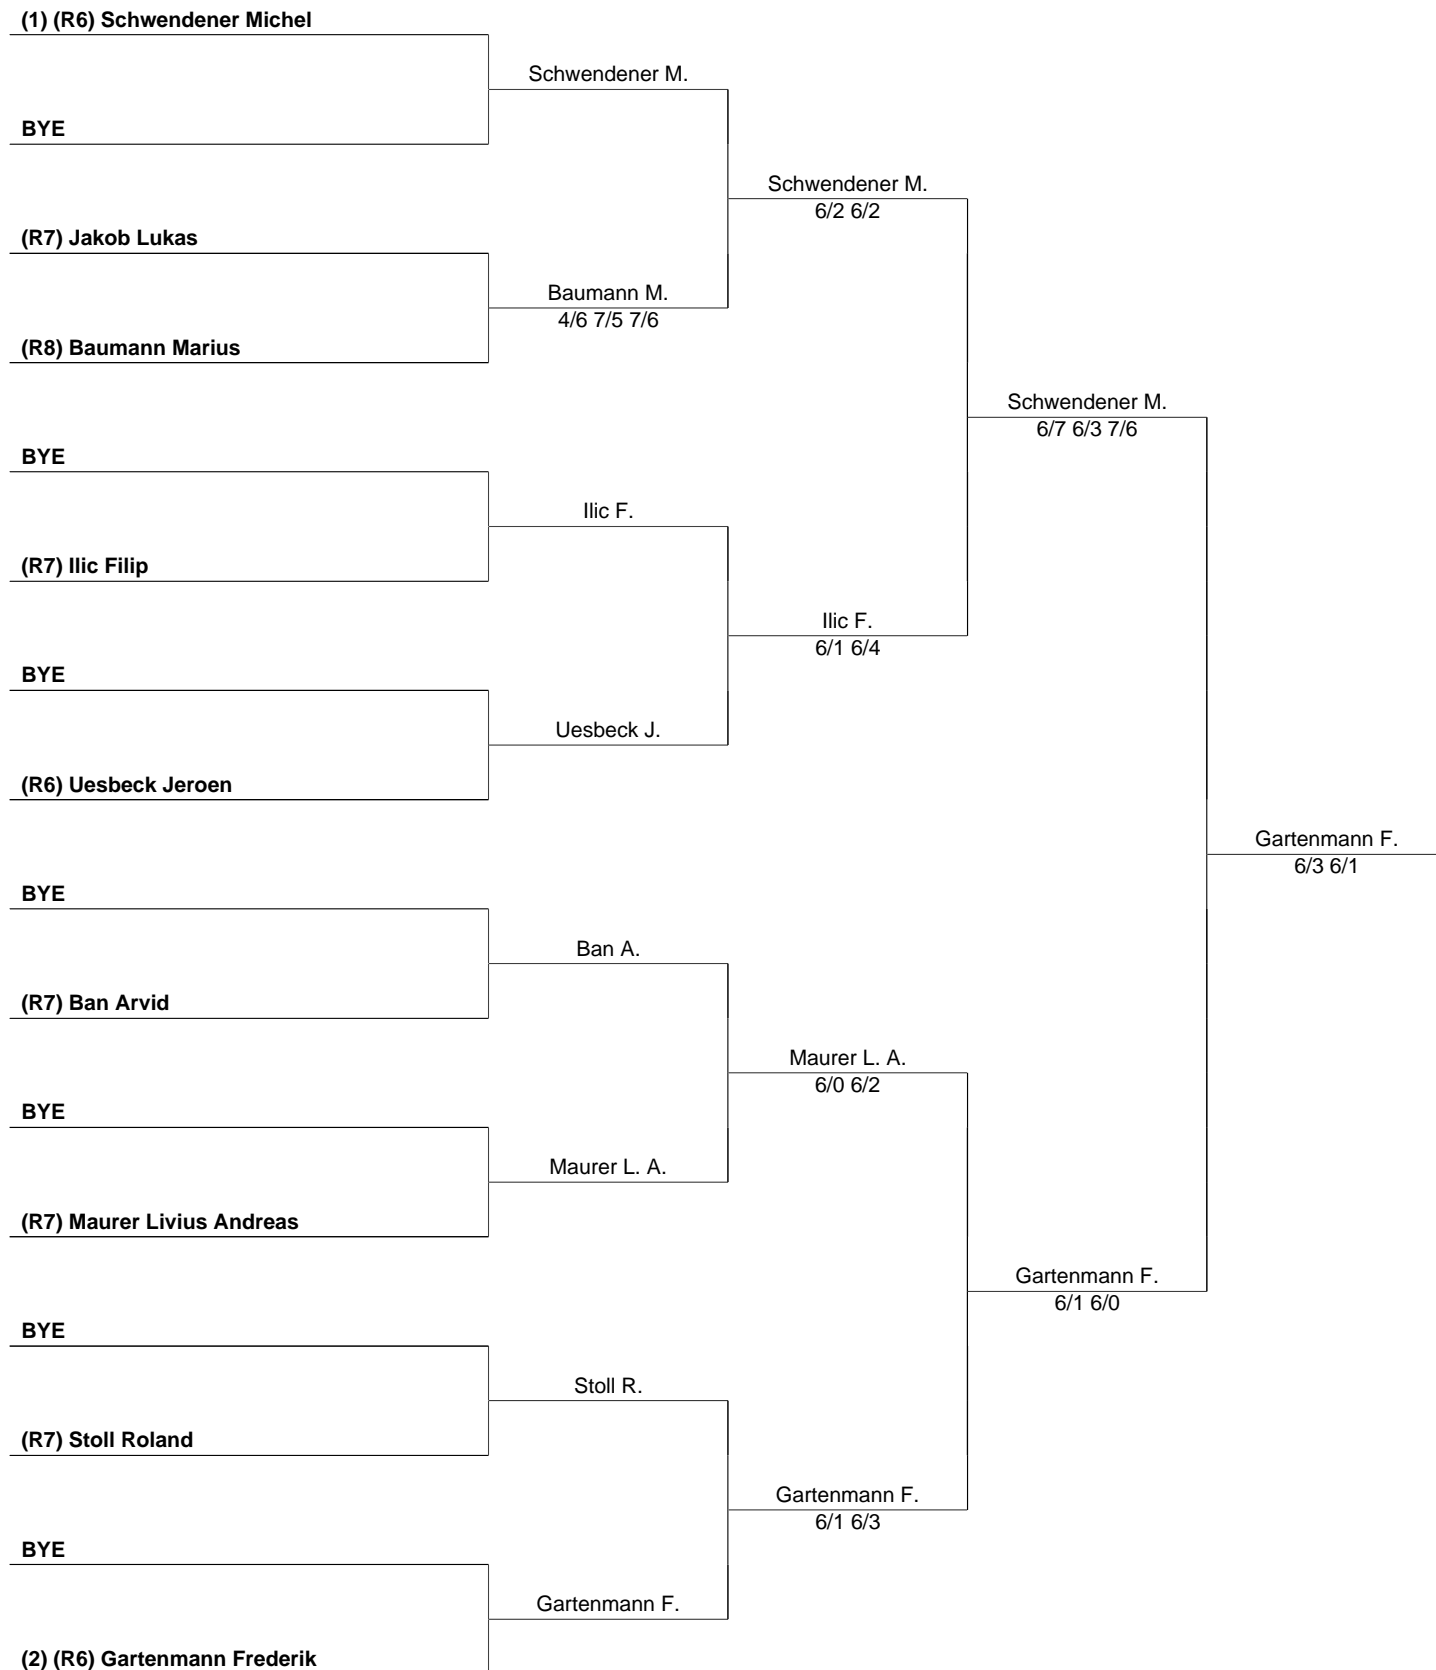 (1) (R6) Schwendener Michel
Schwendener M.
BYE
Schwendener M.
6/2 6/2
(R7) Jakob Lukas
Baumann M.
4/6 7/5 7/6
(R8) Baumann Marius
Schwendener M.
6/7 6/3 7/6
BYE
Ilic F.
(R7) Ilic Filip
Ilic F.
6/1 6/4
BYE
Uesbeck J.
(R6) Uesbeck Jeroen
Gartenmann F.
6/3 6/1
BYE
Ban A.
(R7) Ban Arvid
Maurer L. A.
6/0 6/2
BYE
Maurer L. A.
(R7) Maurer Livius Andreas
Gartenmann F.
6/1 6/0
BYE
Stoll R.
(R7) Stoll Roland
Gartenmann F.
6/1 6/3
BYE
Gartenmann F.
(2) (R6) Gartenmann Frederik